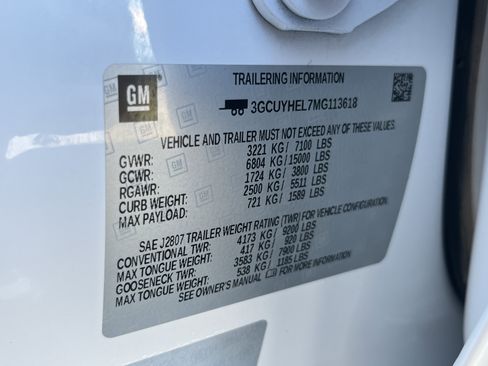 TRAILERING INFORMATION
GM
3GCUYHEL7MG113618
VEHICLE AND TRAILER MUST NOT EXCEED ANY OF THESE VALUES.
GVWR: 3221 KG / 7100 LBS
GCWR: 6804 KG / 15000 LBS
RGAWR: 1724 KG / 3800 LBS
CURB WEIGHT: 2500 KG / 5511 LBS
MAX PAYLOAD: 721 KG / 1589 LBS
SAE J2807 TRAILER WEIGHT RATING (TWR) FOR VEHICLE CONFIGURATION.
CONVENTIONAL TWR: 4173 KG / 9200 LBS
MAX TONGUE WEIGHT: 417 KG / 920 LBS
GOOSENECK TWR: 3583 KG / 7900 LBS
MAX TONGUE WEIGHT: 538 KG / 1185 LBS
SEE OWNER'S MANUAL FOR MORE INFORMATION